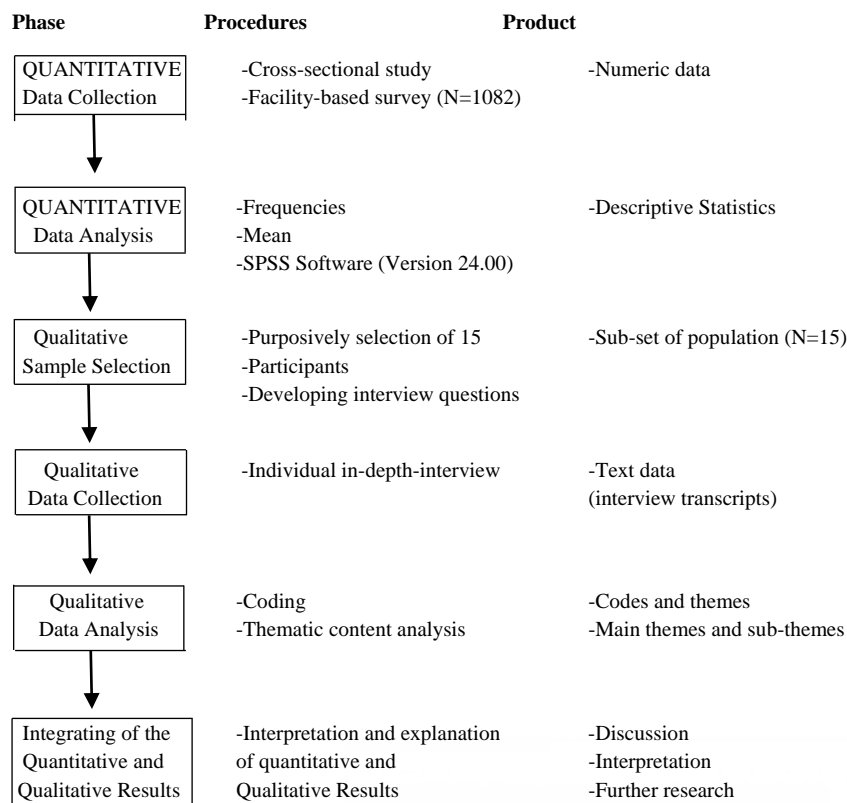 Phase Procedures Product
QUANTITATIVE -Cross-sectional study -Numeric data
Data Collection -Facility-based survey (N=1082)
QUANTITATIVE -Frequencies -Descriptive Statistics
Data Analysis -Mean
-SPSS Software (Version 24.00)
Qualitative -Purposively selection of 15 -Sub-set of population (N=15)
Sample Selection -Participants
-Developing interview questions
Qualitative -Individual in-depth-interview -Text data
Data Collection (interview transcripts)
Qualitative -Coding -Codes and themes
Data Analysis -Thematic content analysis -Main themes and sub-themes
Integrating of the -Interpretation and explanation -Discussion
Quantitative and of quantitative and -Interpretation
Qualitative Results Qualitative Results -Further research